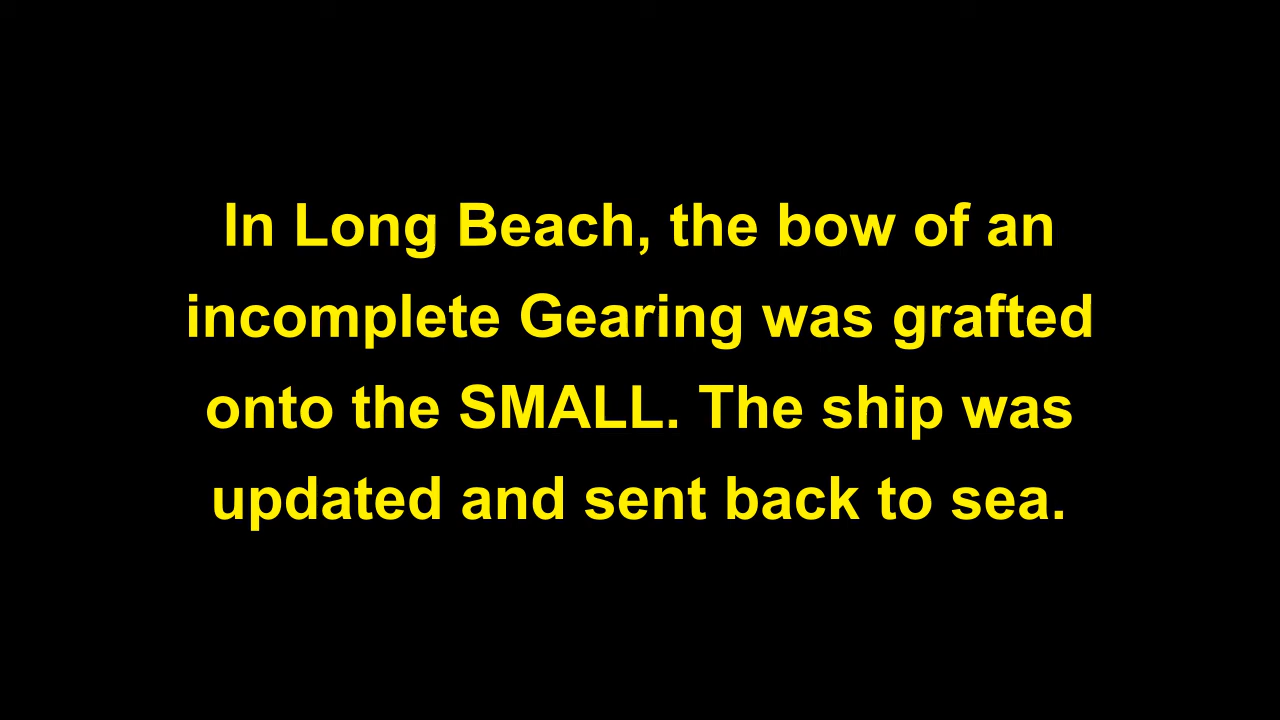 In Long Beach, the bow of an
incomplete Gearing was grafted
onto the SMALL. The ship was
updated and sent back to sea.